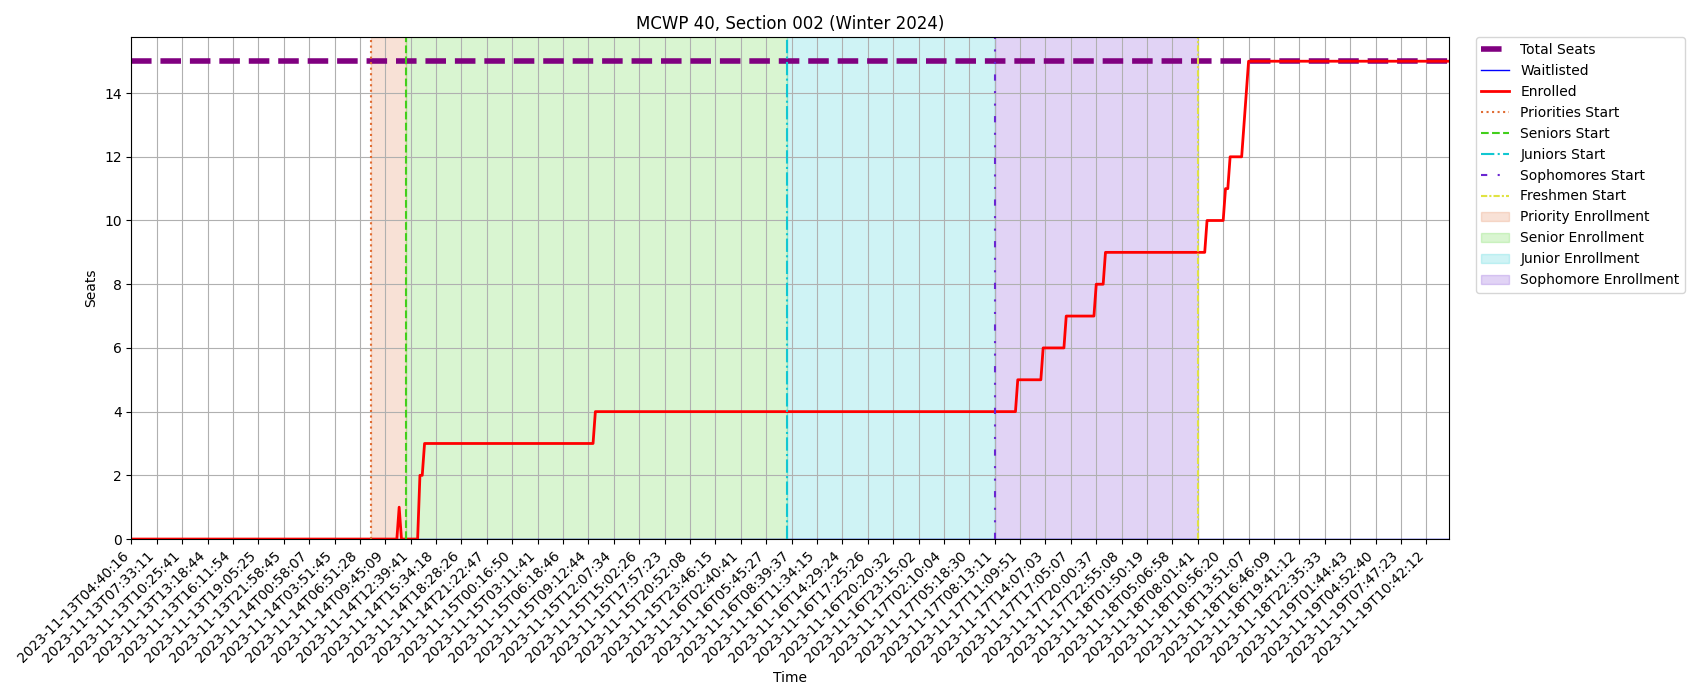 MCWP 40, Section 002 (Winter 2024)
Seats
14
12
10
8
6
4
2
0
2023-11-13T04:40:16
2023-11-13T07:33:11
2023-11-13T10:25:41
2023-11-13T13:18:44
2023-11-13T16:11:54
2023-11-13T19:05:25
2023-11-13T21:58:45
2023-11-14T00:58:07
2023-11-14T03:51:45
2023-11-14T06:51:28
2023-11-14T09:45:09
2023-11-14T12:39:41
2023-11-14T15:34:18
2023-11-14T18:28:26
2023-11-14T21:22:47
2023-11-15T00:16:50
2023-11-15T03:11:41
2023-11-15T06:18:46
2023-11-15T09:12:44
2023-11-15T12:07:34
2023-11-15T15:02:26
2023-11-15T17:57:23
2023-11-15T20:52:08
2023-11-15T23:46:15
2023-11-16T02:40:41
2023-11-16T05:45:27
2023-11-16T08:39:37
2023-11-16T11:34:15
2023-11-16T14:29:24
2023-11-16T17:25:26
2023-11-16T20:20:32
2023-11-16T23:15:02
2023-11-17T02:10:04
2023-11-17T05:18:30
2023-11-17T08:13:11
2023-11-17T11:09:51
2023-11-17T14:07:03
2023-11-17T17:05:07
2023-11-17T20:00:37
2023-11-17T22:55:08
2023-11-18T01:50:19
2023-11-18T05:06:58
2023-11-18T08:01:41
2023-11-18T10:56:20
2023-11-18T13:51:07
2023-11-18T16:46:09
2023-11-18T19:41:12
2023-11-18T22:35:33
2023-11-19T01:44:43
2023-11-19T04:52:40
2023-11-19T07:47:23
2023-11-19T10:42:12
Time
Total Seats
Waitlisted
Enrolled
Priorities Start
Seniors Start
Juniors Start
Sophomores Start
Freshmen Start
Priority Enrollment
Senior Enrollment
Junior Enrollment
Sophomore Enrollment